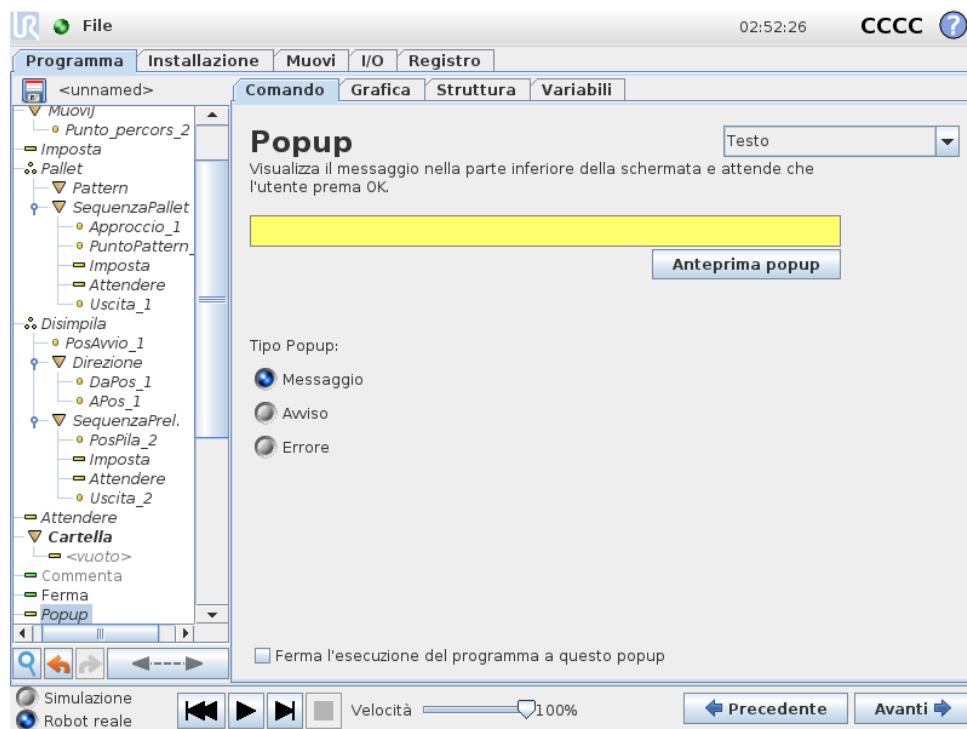 UR File 02:52:26 CCCC ?
Programma Installazione Muovi I/O Registro
<unnamed>
Comando Grafica Struttura Variabili
MuoviJ
Punto_percors_2
Imposta
Pallet
Pattern
SequenzaPallet
Approccio_1
PuntoPattern_
Imposta
Attendere
Uscita_1
Disimpila
PosAvvio_1
Direzione
DaPos_1
APos_1
SequenzaPrel.
PosPila_2
Imposta
Attendere
Uscita_2
Attendere
Cartella
<vuoto>
Commenta
Ferma
Popup
Popup
Testo
Visualizza il messaggio nella parte inferiore della schermata e attende che
l'utente prema OK.
Anteprima popup
Tipo Popup:
Messaggio
Avviso
Errore
Ferma l'esecuzione del programma a questo popup
Simulazione
Robot reale
Velocità 100%
Precedente
Avanti